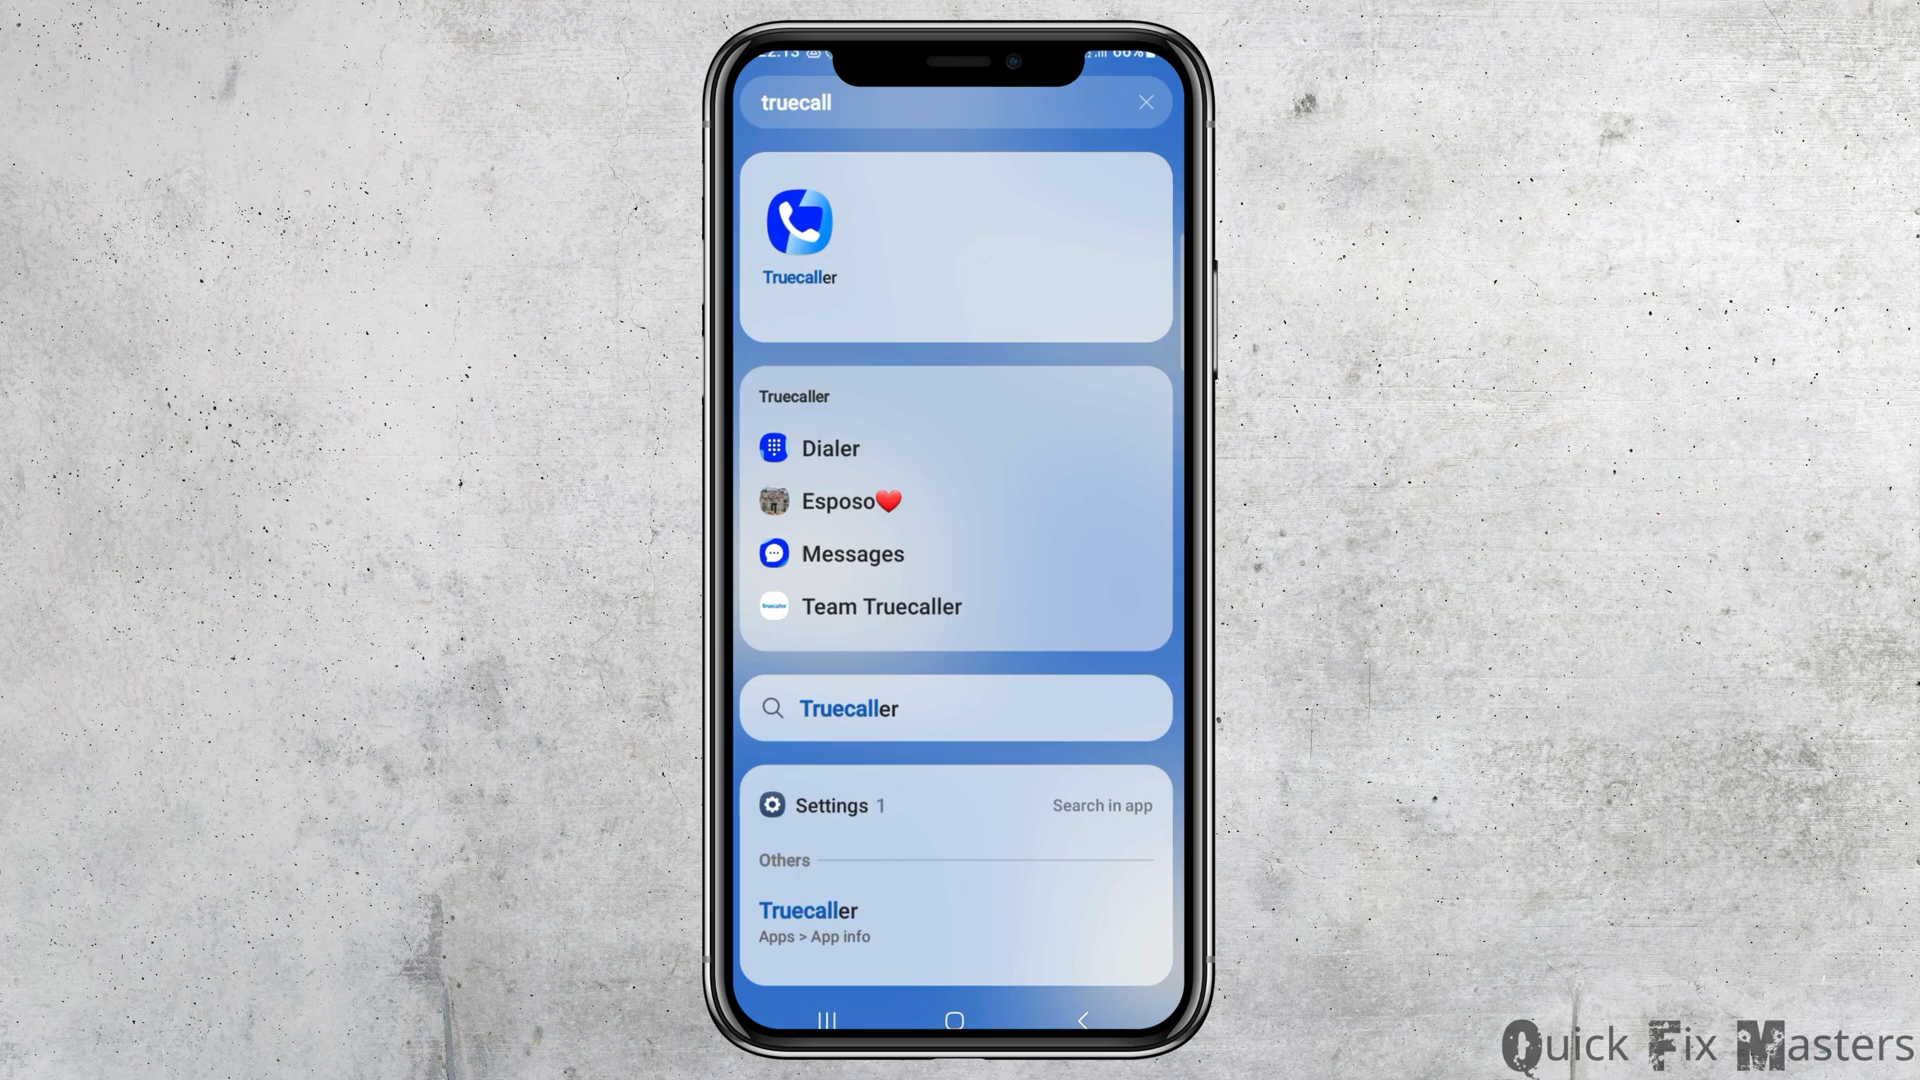 truecall
Truecaller
Truecaller
Dialer
Esposo❤️
Messages
Team Truecaller
Truecaller
Settings 1 Search in app
Others
Truecaller
Apps > App info
Quick Fix Masters